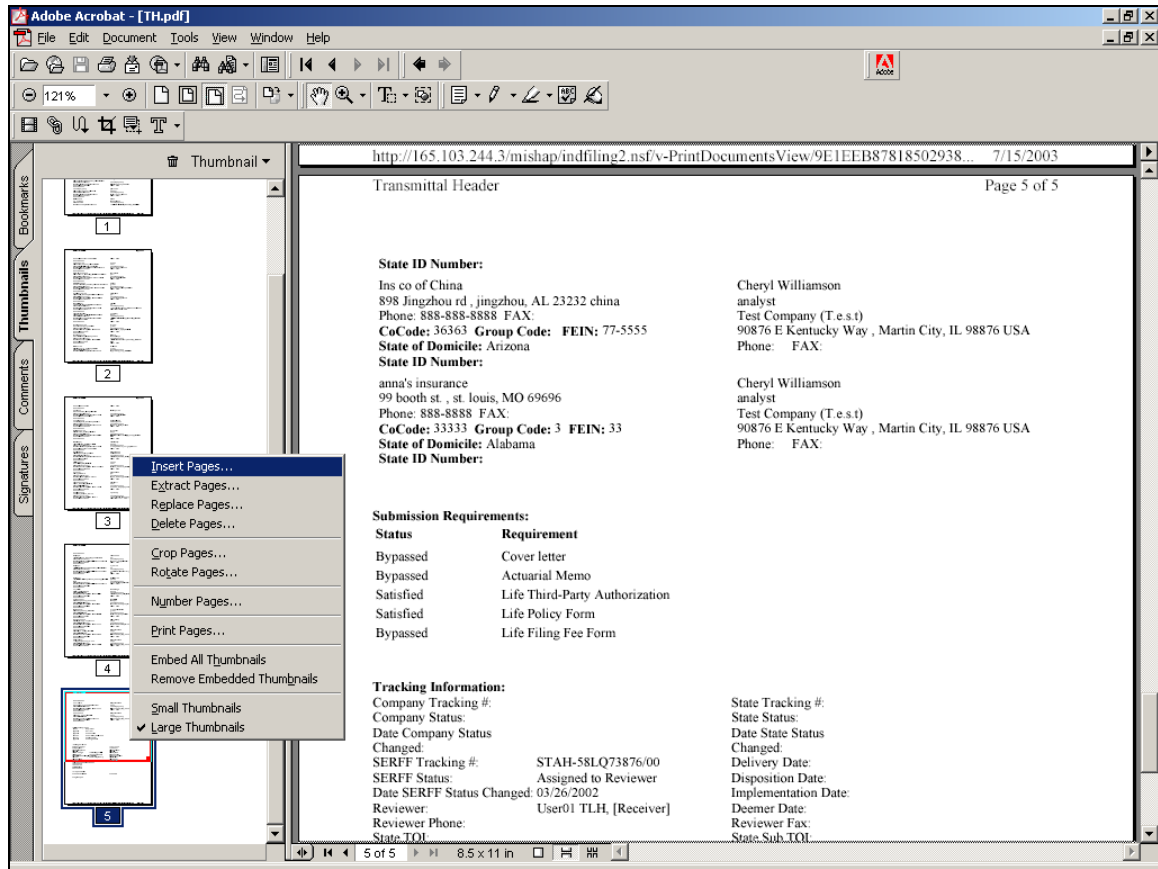 Adobe Acrobat - [TH.pdf]
File Edit Document Tools View Window Help
Adobe
121%
Thumbnail
Bookmarks
Thumbnails
Comments
Signatures
1
2
3
4
5
Insert Pages...
Extract Pages...
Replace Pages...
Delete Pages...
Crop Pages...
Rotate Pages...
Number Pages...
Print Pages...
Embed All Thumbnails
Remove Embedded Thumbnails
Small Thumbnails
Large Thumbnails
http://165.103.244.3/mishap/indfiling2.nsf/v-PrintDocumentsView/9E1EEB87818502938... 7/15/2003
Transmittal Header Page 5 of 5
State ID Number:
Ins co of China Cheryl Williamson
898 Jingzhou rd , jingzhou, AL 23232 china analyst
Phone: 888-888-8888 FAX: Test Company (T.e.s.t)
CoCode: 36363 Group Code: FEIN: 77-5555 90876 E Kentucky Way , Martin City, IL 98876 USA
State of Domicile: Arizona Phone: FAX:
State ID Number:
anna's insurance Cheryl Williamson
99 booth st. , st. louis, MO 69696 analyst
Phone: 888-8888 FAX: Test Company (T.e.s.t)
CoCode: 33333 Group Code: 3 FEIN: 33 90876 E Kentucky Way , Martin City, IL 98876 USA
State of Domicile: Alabama Phone: FAX:
State ID Number:
Submission Requirements:
Status Requirement
Bypassed Cover letter
Bypassed Actuarial Memo
Satisfied Life Third-Party Authorization
Satisfied Life Policy Form
Bypassed Life Filing Fee Form
Tracking Information:
Company Tracking #: State Tracking #:
Company Status: State Status:
Date Company Status Date State Status
Changed: Changed:
SERFF Tracking #: STAH-58LQ73876/00 Delivery Date:
SERFF Status: Assigned to Reviewer Disposition Date:
Date SERFF Status Changed: 03/26/2002 Implementation Date:
Reviewer: User01 TLH, [Receiver] Deemer Date:
Reviewer Phone: Reviewer Fax:
State TOI: State Sub TOI:
5 of 5 8.5 x 11 in